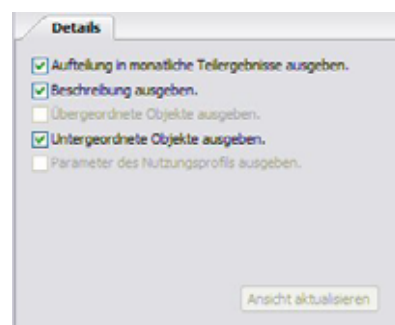 Details
Aufteilung in monatliche Teilergebnisse ausgeben.
Beschreibung ausgeben.
Übergeordnete Objekte ausgeben.
Untergeordnete Objekte ausgeben.
Parameter des Nutzungsprofils ausgeben.
Ansicht aktualisieren